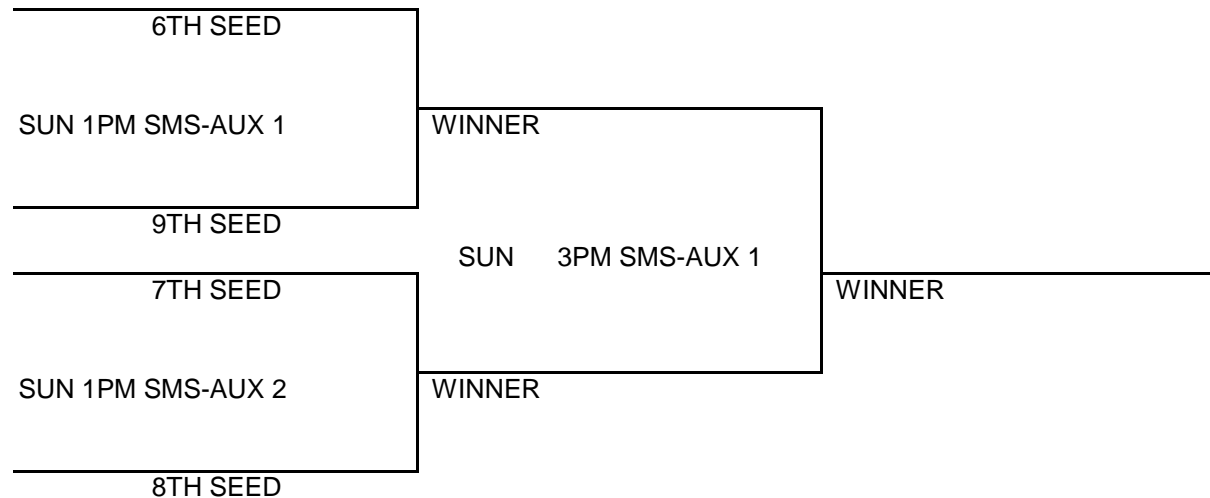 6TH SEED
SUN 1PM SMS-AUX 1
WINNER
9TH SEED
SUN 3PM SMS-AUX 1
7TH SEED
WINNER
SUN 1PM SMS-AUX 2
WINNER
8TH SEED